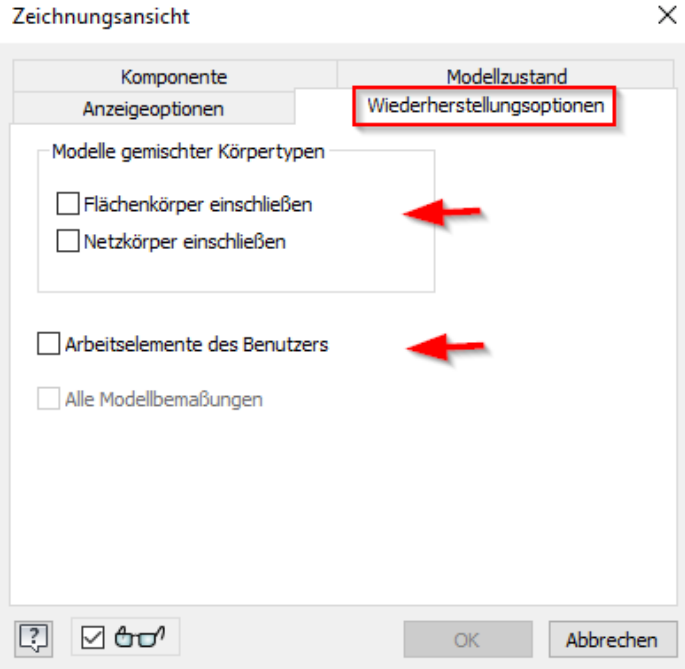 Zeichnungsansicht
Komponente
Modellzustand
Anzeigeoptionen
Wiederherstellungsoptionen
Modelle gemischter Körpertypen
Flächenkörper einschließen
Netzkörper einschließen
Arbeitselemente des Benutzers
Alle Modellbemaßungen
OK
Abbrechen